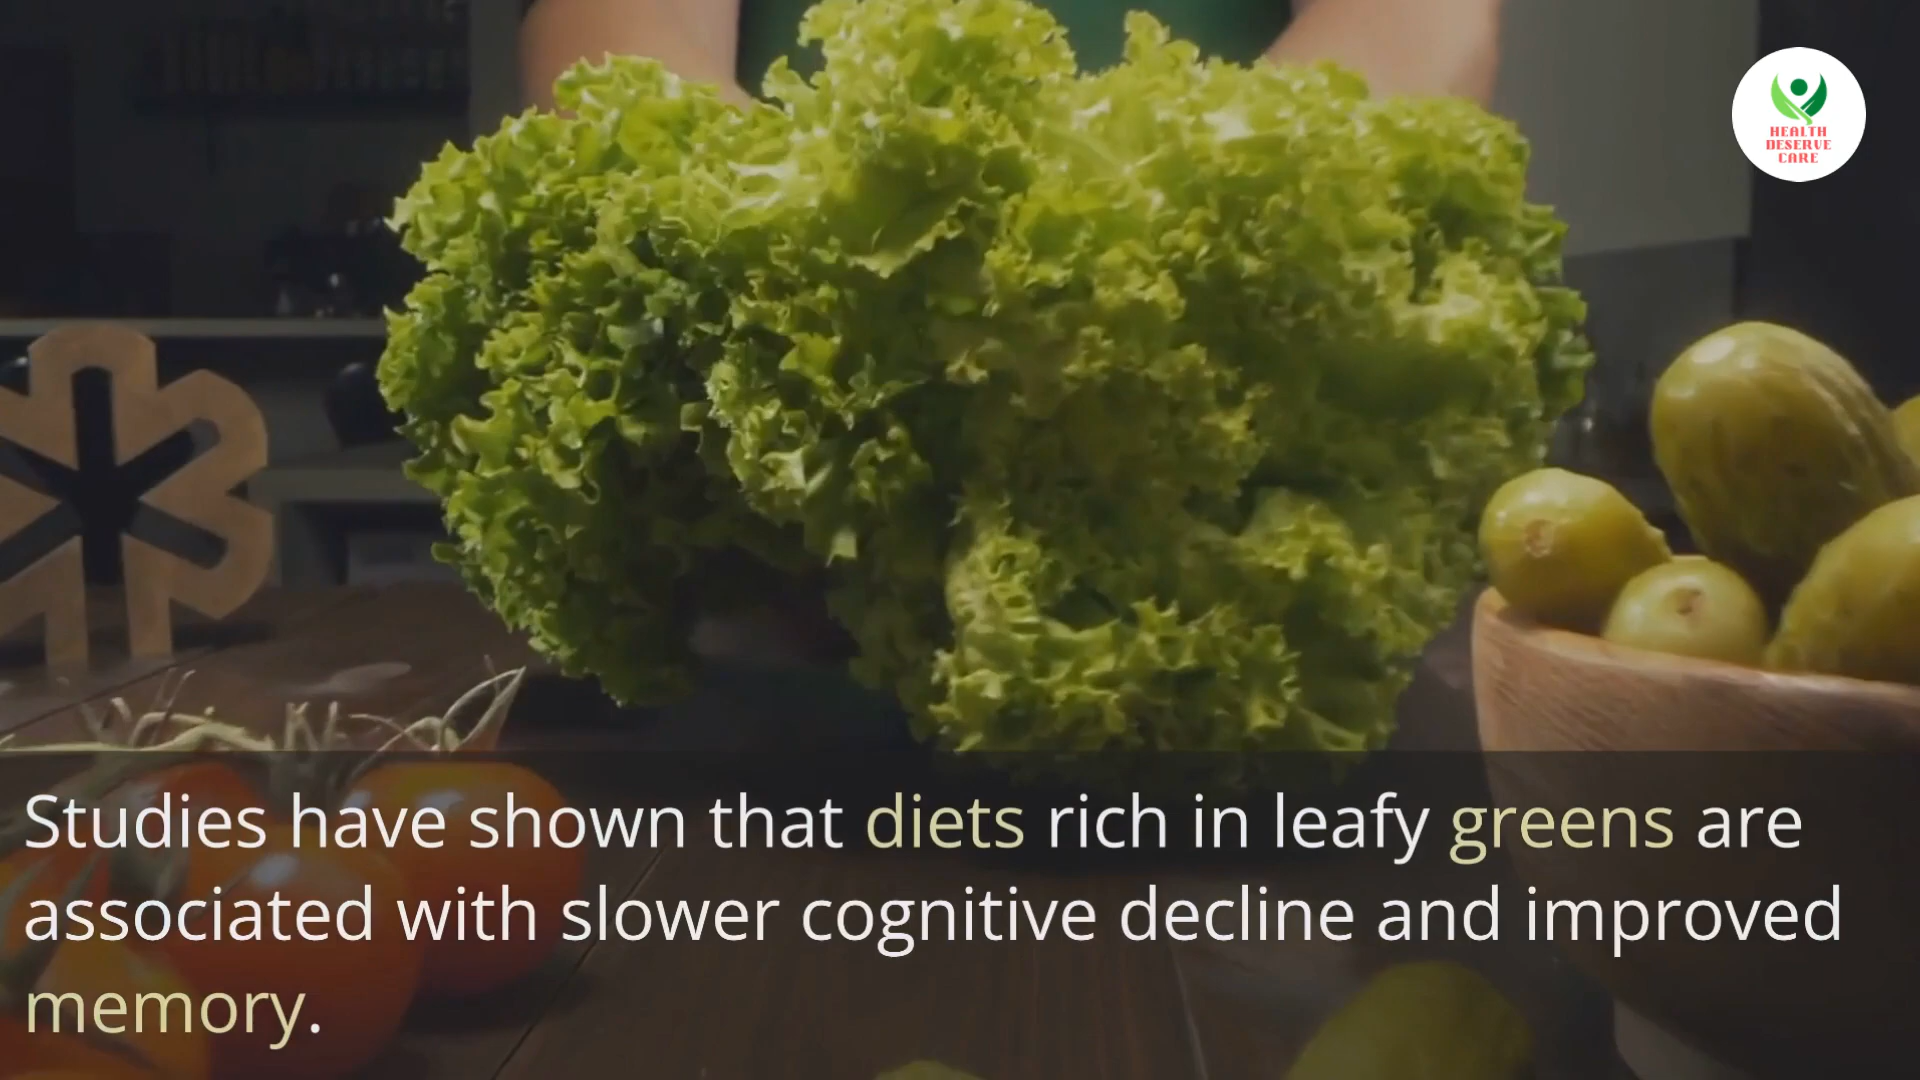 HEALTH
DESERVE
CARE
Studies have shown that diets rich in leafy greens are
associated with slower cognitive decline and improved
memory.